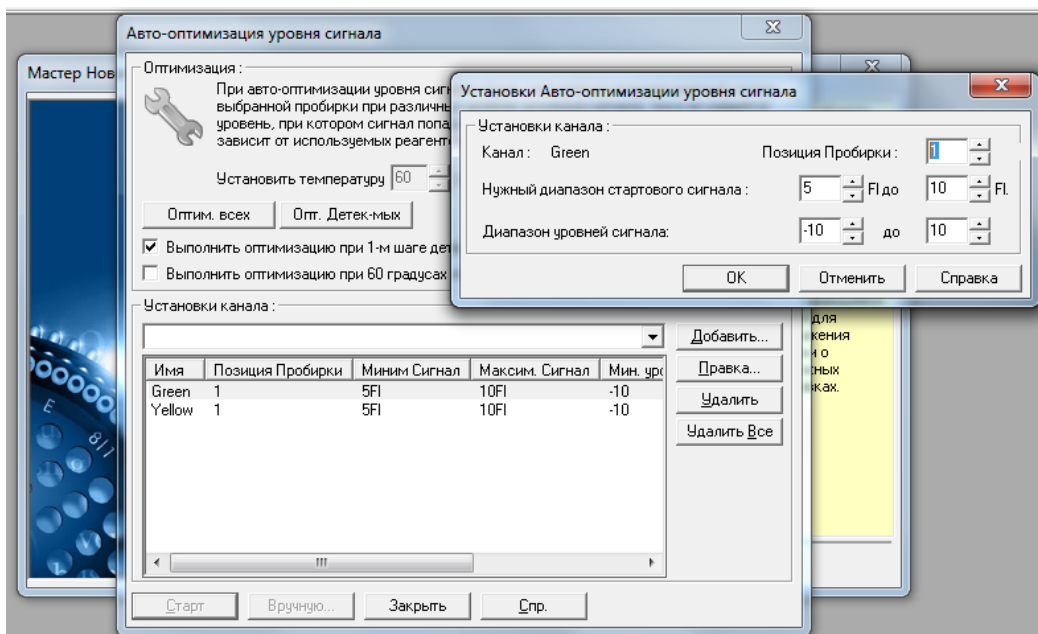 Авто-оптимизация уровня сигнала
Мастер Нов
Оптимизация :
При авто-оптимизации уровня сигн
выбранной пробирки при различны
уровень, при котором сигнал попа
зависит от используемых реагент
Установить температуру 60
Оптим. всех
Опт. Детек-мых
Выполнить оптимизацию при 1-м шаге дет
Выполнить оптимизацию при 60 градусах
Установки Авто-оптимизации уровня сигнала
Установки канала :
Канал : Green
Позиция Пробирки : 1
Нужный диапазон стартового сигнала : 5 Fl до 10 Fl.
Диапазон уровней сигнала: -10 до 10
OK
Отменить
Справка
Установки канала :
Добавить...
Правка...
Удалить
Удалить Все
Имя Позиция Пробирки Миним Сигнал Максим. Сигнал Мин. уро
Green 1 5Fl 10Fl -10
Yellow 1 5Fl 10Fl -10
для
жения
и о
ных
ках.
Старт
Вручную...
Закрыть
Спр.
E
8/1